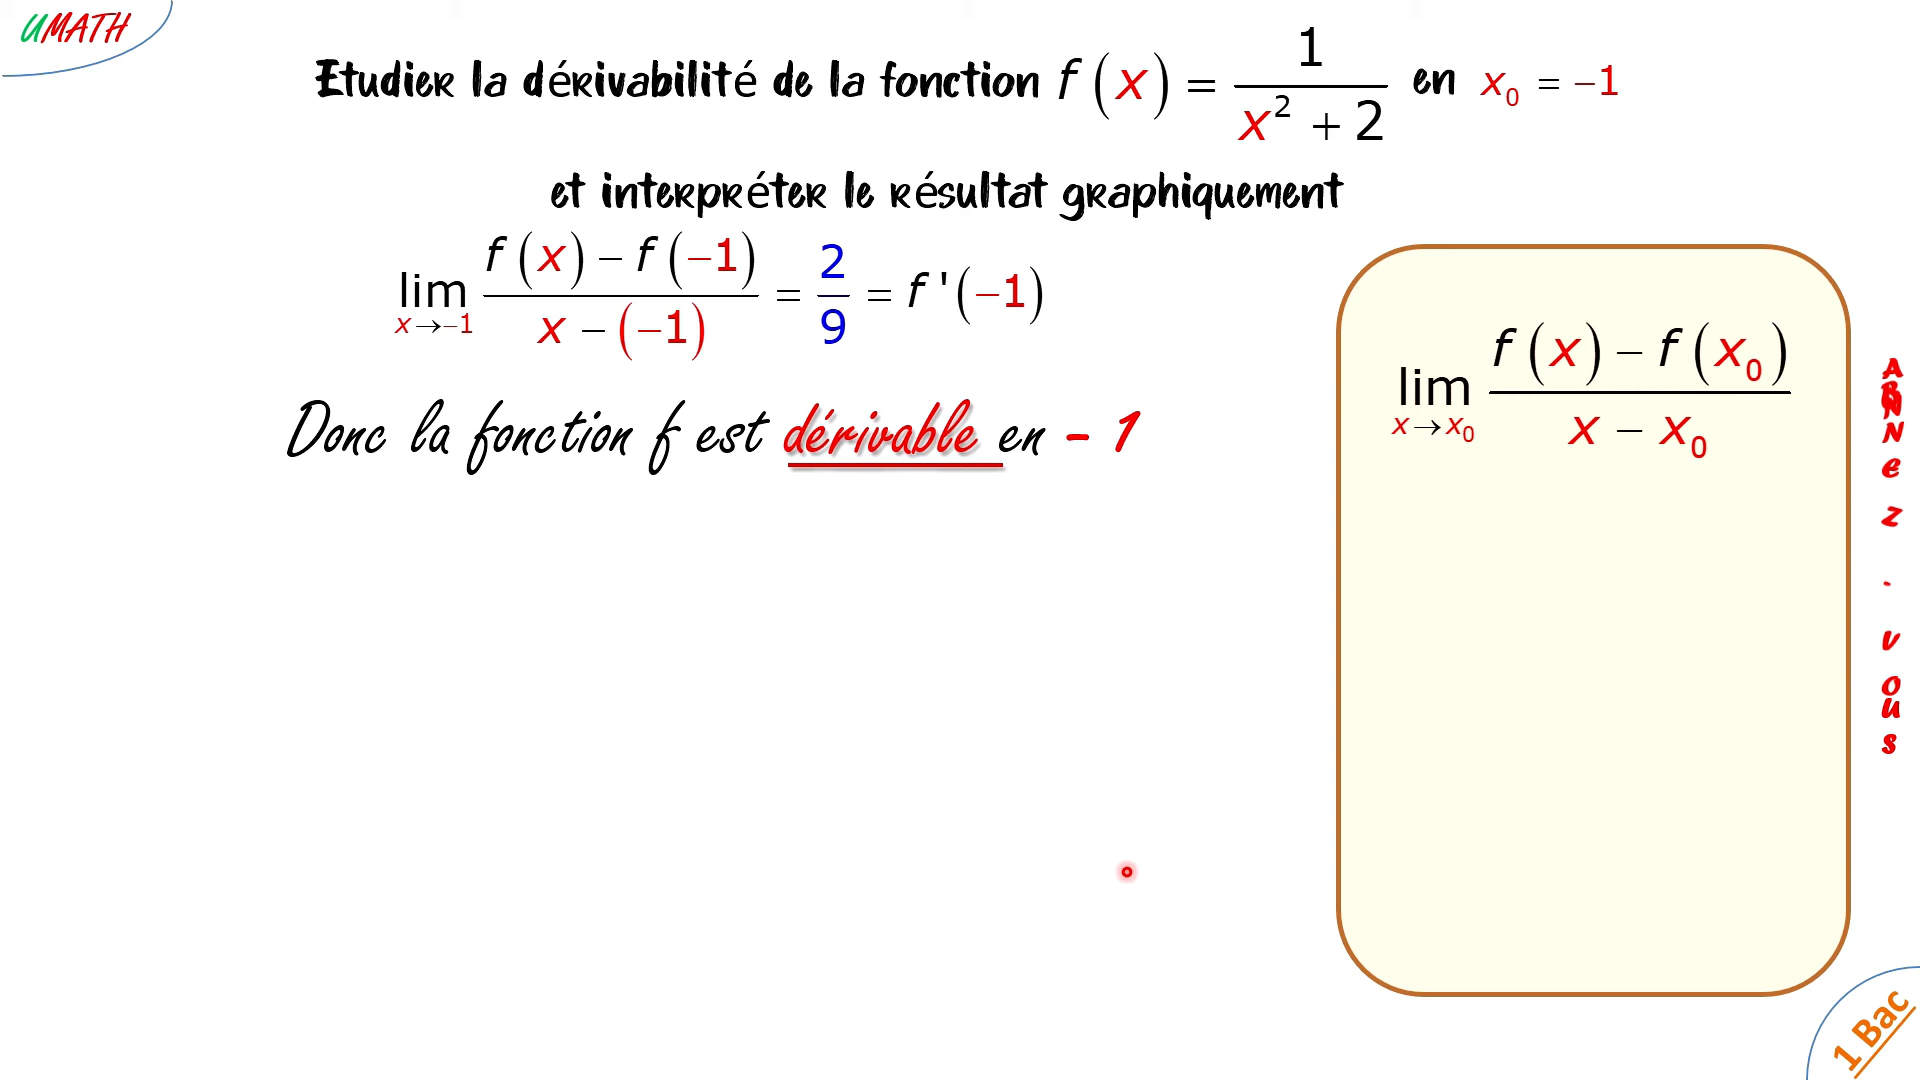 UMATH
Etudier la dérivabilité de la fonction f(x) = 1/(x² + 2) en x₀ = −1
et interpréter le résultat graphiquement
lim x→−1 (f(x) − f(−1))/(x − (−1)) = 2/9 = f'(−1)
Donc la fonction f est dérivable en - 1
lim x→x₀ (f(x) − f(x₀))/(x − x₀)
1 Bac